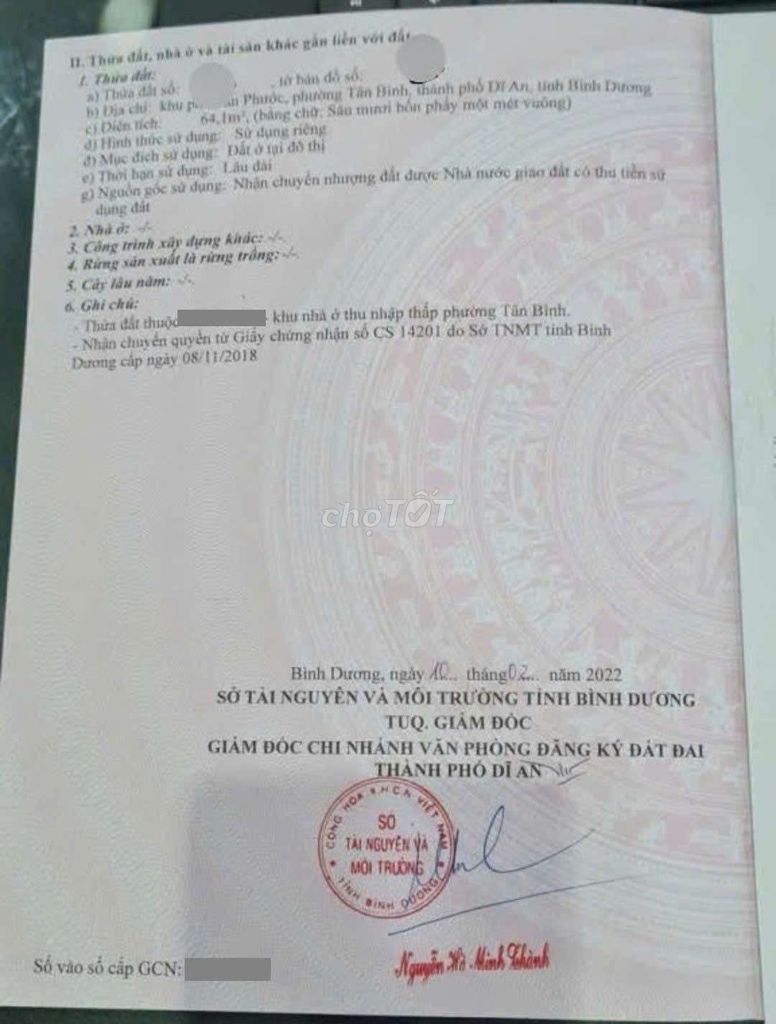 II. Thửa đất, nhà ở và tài sản khác gắn liền với đất
1. Thửa đất:
a) Thửa đất số: , tờ bản đồ số:
b) Địa chỉ: khu Phước, phường Tân Bình, thành phố Dĩ An, tỉnh Bình Dương
c) Diện tích: 64,1m², (bằng chữ: Sáu mươi bốn phẩy một mét vuông)
d) Hình thức sử dụng: Sử dụng riêng
đ) Mục đích sử dụng: Đất ở tại đô thị
e) Thời hạn sử dụng: Lâu dài
g) Nguồn gốc sử dụng: Nhận chuyển nhượng đất được Nhà nước giao đất có thu tiền sử
dụng đất
2. Nhà ở: -/-
3. Công trình xây dựng khác: -/-
4. Rừng sản xuất là rừng trồng: -/-
5. Cây lâu năm: -/-
6. Ghi chú:
- Thửa đất thuộc - khu nhà ở thu nhập thấp phường Tân Bình.
- Nhận chuyển quyền từ Giấy chứng nhận số CS 14201 do Sở TNMT tỉnh Bình
Dương cấp ngày 08/11/2018
chợTỐT
Bình Dương, ngày 10 tháng 02 năm 2022
SỞ TÀI NGUYÊN VÀ MÔI TRƯỜNG TỈNH BÌNH DƯƠNG
TUQ. GIÁM ĐỐC
GIÁM ĐỐC CHI NHÁNH VĂN PHÒNG ĐĂNG KÝ ĐẤT ĐAI
THÀNH PHỐ DĨ AN
CỘNG HÒA X.H.C.N VIỆT NAM
SỞ
TÀI NGUYÊN VÀ
MÔI TRƯỜNG
TỈNH BÌNH DƯƠNG
Nguyễn Hà Minh Thành
Số vào sổ cấp GCN: